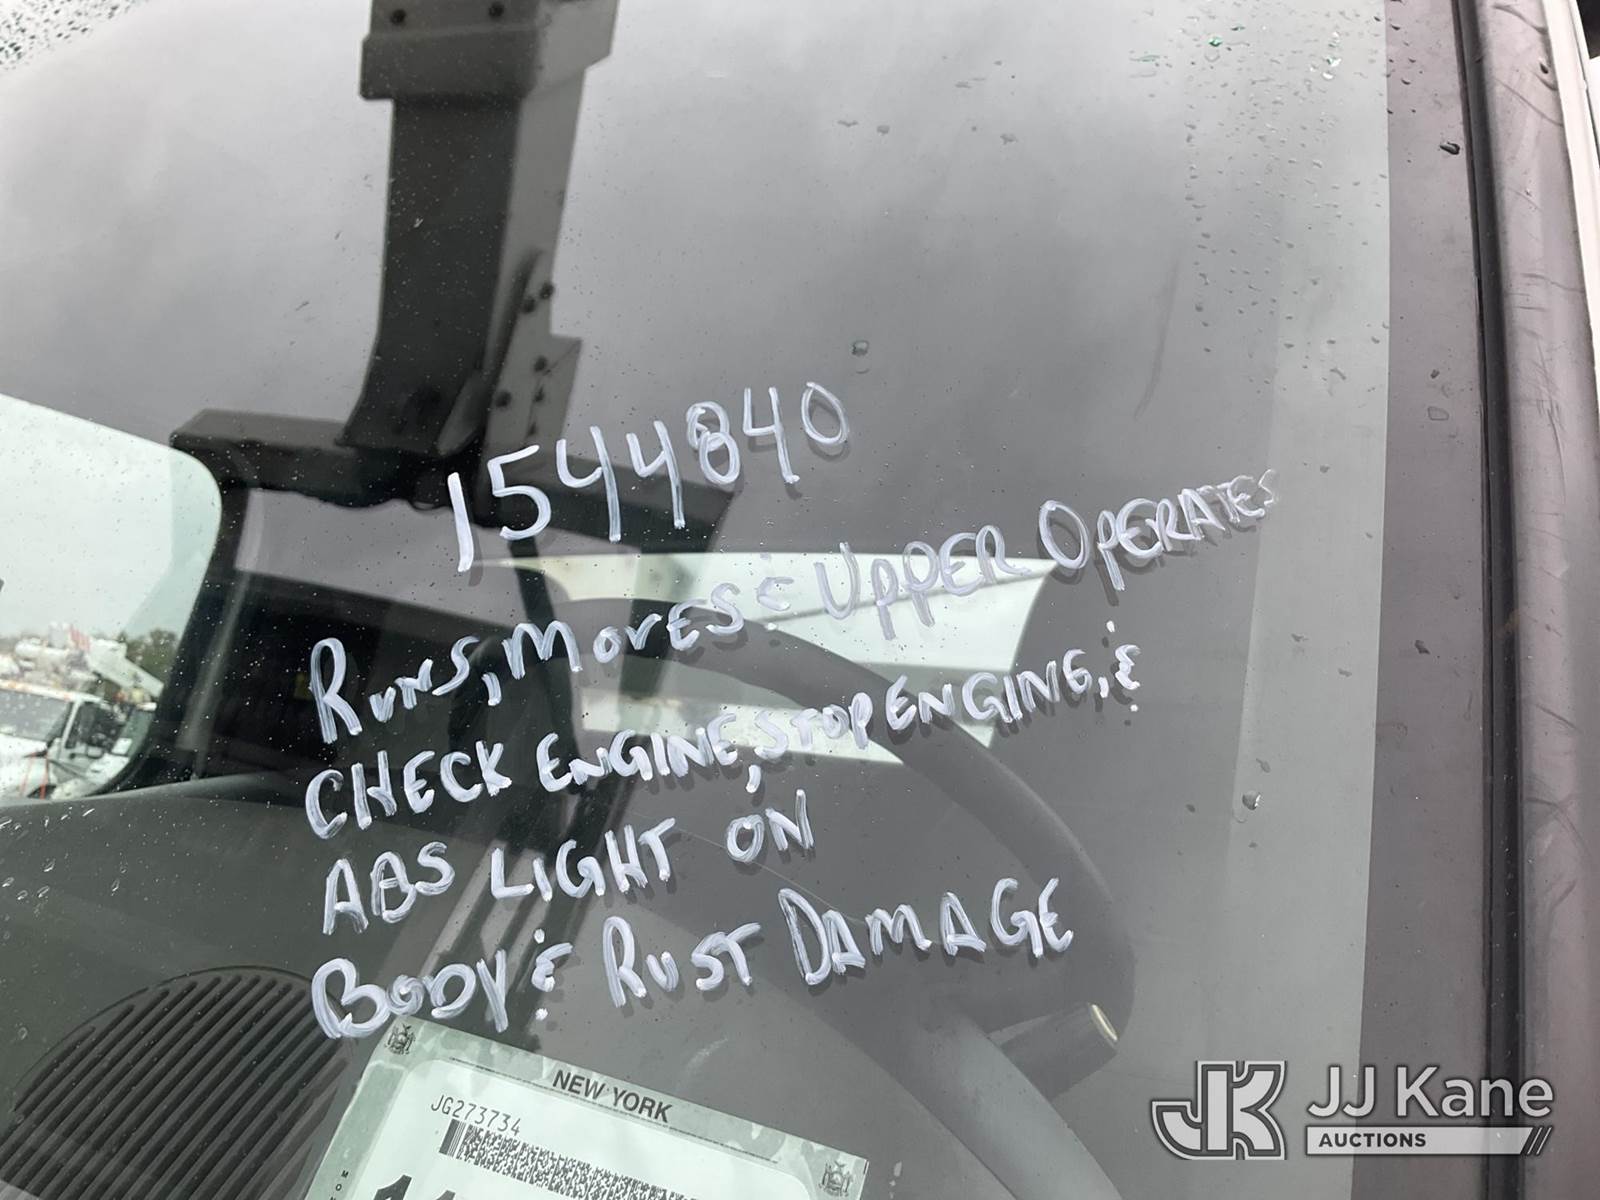 1544840
RUNS, MOVES & UPPER OPERATES
CHECK ENGINE, STOP ENGINE, &
ABS LIGHT ON
BODY & RUST DAMAGE
NEW YORK
JG273734
JJ Kane
AUCTIONS